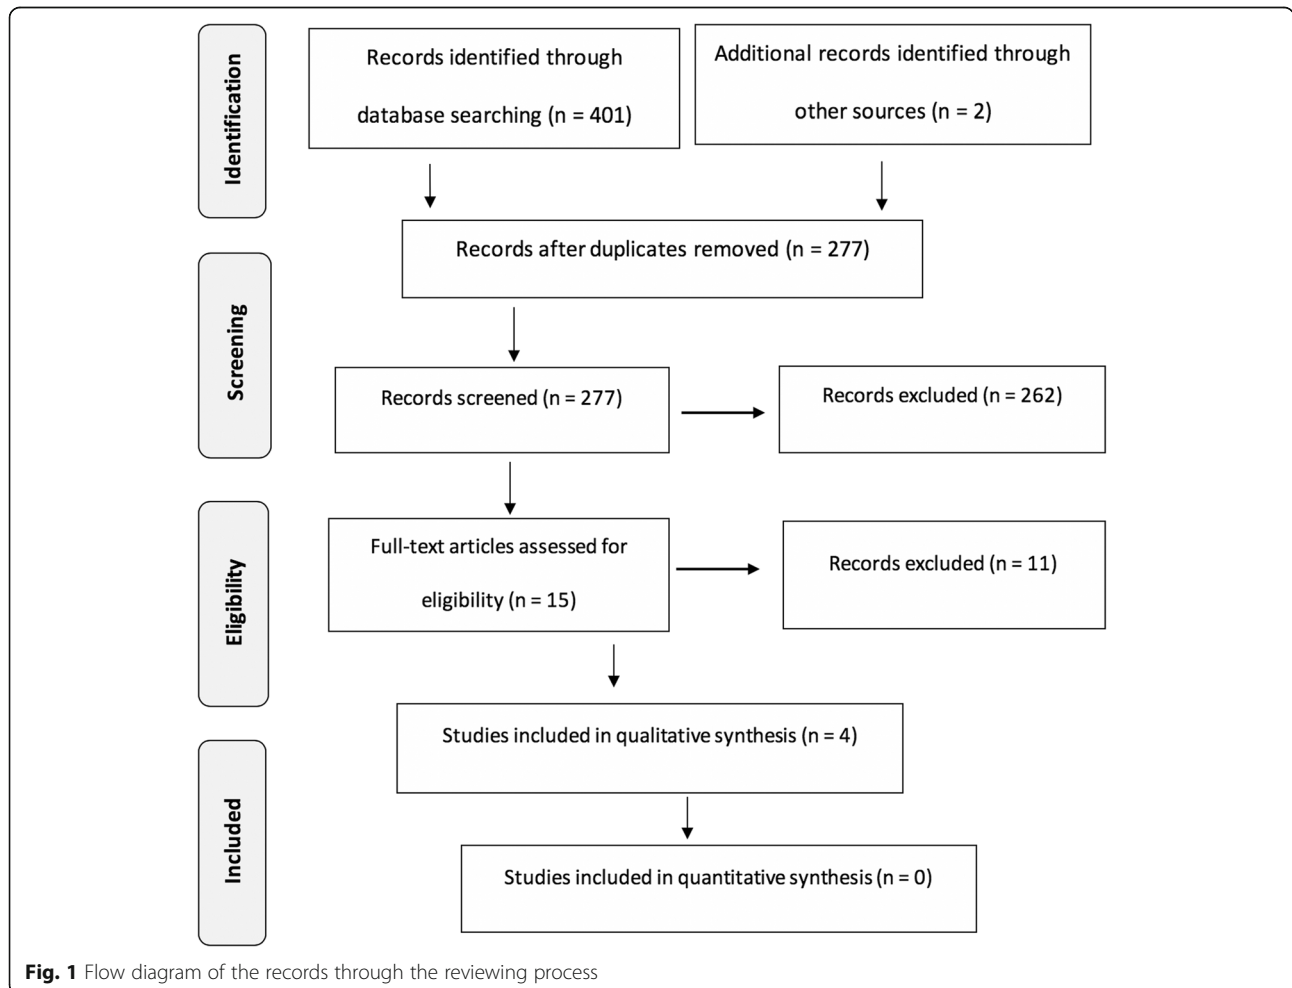 Identification
Records identified through
database searching (n = 401)
Additional records identified through
other sources (n = 2)
Records after duplicates removed (n = 277)
Screening
Records screened (n = 277)
Records excluded (n = 262)
Eligibility
Full-text articles assessed for
eligibility (n = 15)
Records excluded (n = 11)
Studies included in qualitative synthesis (n = 4)
Included
Studies included in quantitative synthesis (n = 0)
Fig. 1 Flow diagram of the records through the reviewing process